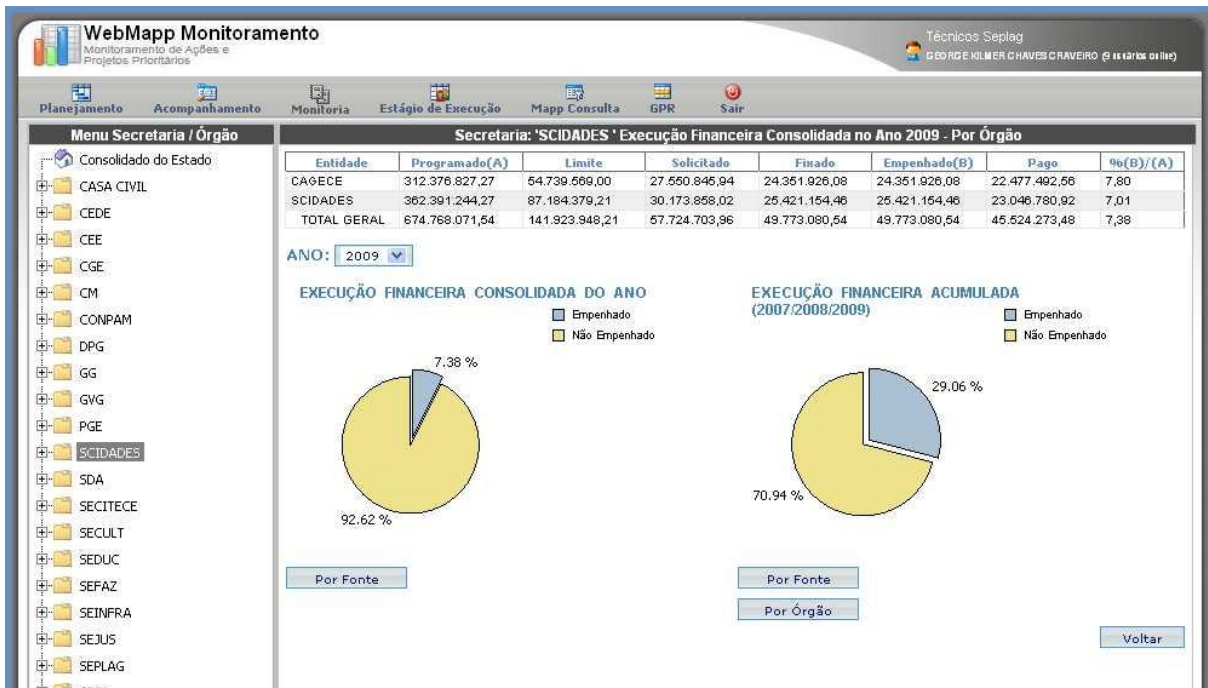 WebMapp Monitoramento
Monitoramento de Ações e
Projetos Prioritários
Técnicos Seplag
GEORGE KILMER CHAVES CRAVEIRO (9 usuários online)
Planejamento Acompanhamento Monitoria Estágio de Execução Mapp Consulta GPR Sair
Menu Secretaria / Órgão
Consolidado do Estado
CASA CIVIL
CEDE
CEE
CGE
CM
CONPAM
DPG
GG
GVG
PGE
SCIDADES
SDA
SECITECE
SECULT
SEDUC
SEFAZ
SEINFRA
SEJUS
SEPLAG
Secretaria: 'SCIDADES ' Execução Financeira Consolidada no Ano 2009 - Por Órgão
Entidade Programado(A) Limite Solicitado Fixado Empenhado(B) Pago %(B)/(A)
CAGECE 312.376.827,27 54.739.569,00 27.550.845,94 24.351.926,08 24.351.926,08 22.477.492,56 7,80
SCIDADES 362.391.244,27 87.184.379,21 30.173.858,02 25.421.154,46 25.421.154,46 23.046.780,92 7,01
TOTAL GERAL 674.768.071,54 141.923.948,21 57.724.703,96 49.773.080,54 49.773.080,54 45.524.273,48 7,38
ANO: 2009
EXECUÇÃO FINANCEIRA CONSOLIDADA DO ANO
Empenhado
Não Empenhado
7.38 %
92.62 %
Por Fonte
EXECUÇÃO FINANCEIRA ACUMULADA
(2007/2008/2009)
Empenhado
Não Empenhado
29.06 %
70.94 %
Por Fonte
Por Órgão
Voltar